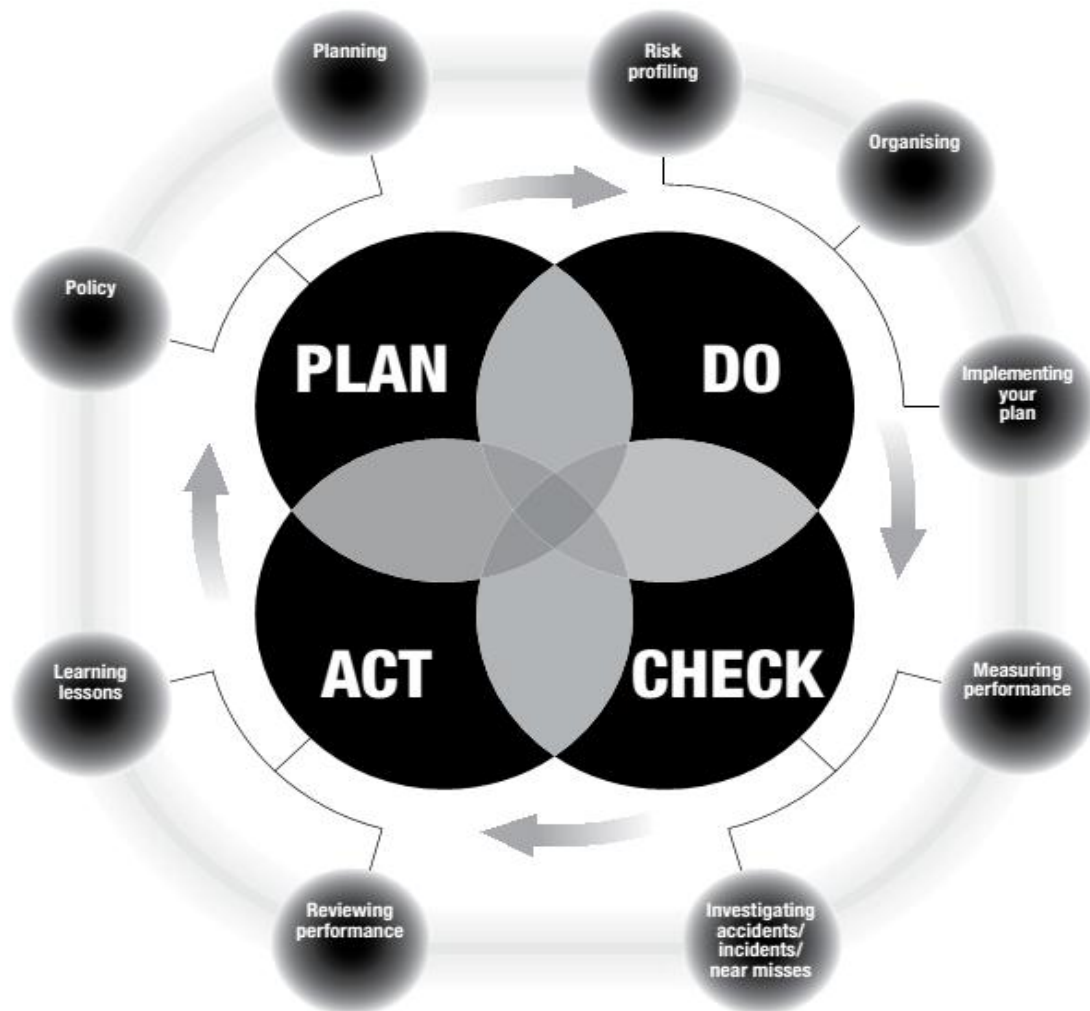 Planning
Risk
profiling
Organising
Policy
PLAN
DO
Implementing
your
plan
Learning
lessons
ACT
CHECK
Measuring
performance
Reviewing
performance
Investigating
accidents/
incidents/
near misses